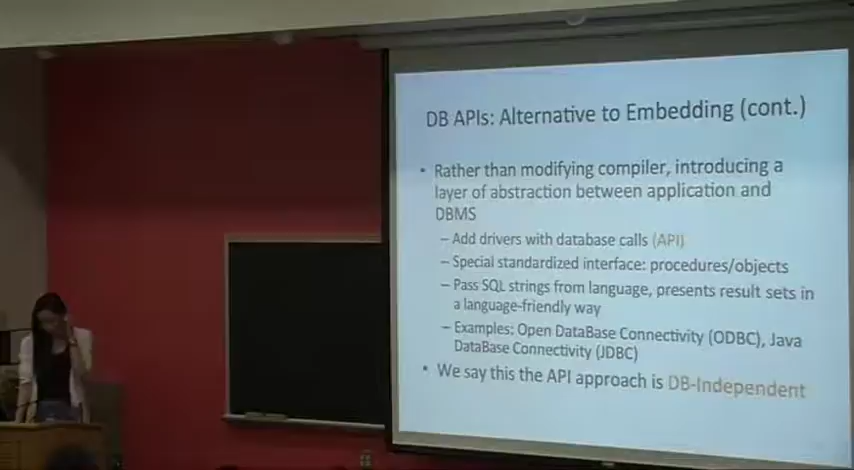 DB APIs: Alternative to Embedding (cont.)
• Rather than modifying compiler, introducing a
layer of abstraction between application and
DBMS
– Add drivers with database calls (API)
– Special standardized interface: procedures/objects
– Pass SQL strings from language, presents result sets in
a language-friendly way
– Examples: Open DataBase Connectivity (ODBC), Java
DataBase Connectivity (JDBC)
• We say this the API approach is DB-Independent